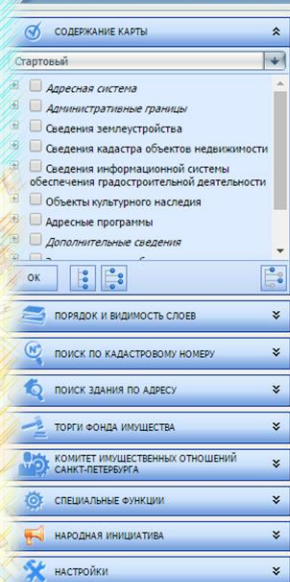 СОДЕРЖАНИЕ КАРТЫ
Стартовый
Адресная система
Административные границы
Сведения землеустройства
Сведения кадастра объектов недвижимости
Сведения информационной системы
обеспечения градостроительной деятельности
Объекты культурного наследия
Адресные программы
Дополнительные сведения
ОК
ПОРЯДОК И ВИДИМОСТЬ СЛОЕВ
ПОИСК ПО КАДАСТРОВОМУ НОМЕРУ
ПОИСК ЗДАНИЯ ПО АДРЕСУ
ТОРГИ ФОНДА ИМУЩЕСТВА
КОМИТЕТ ИМУЩЕСТВЕННЫХ ОТНОШЕНИЙ
САНКТ-ПЕТЕРБУРГА
СПЕЦИАЛЬНЫЕ ФУНКЦИИ
НАРОДНАЯ ИНИЦИАТИВА
НАСТРОЙКИ